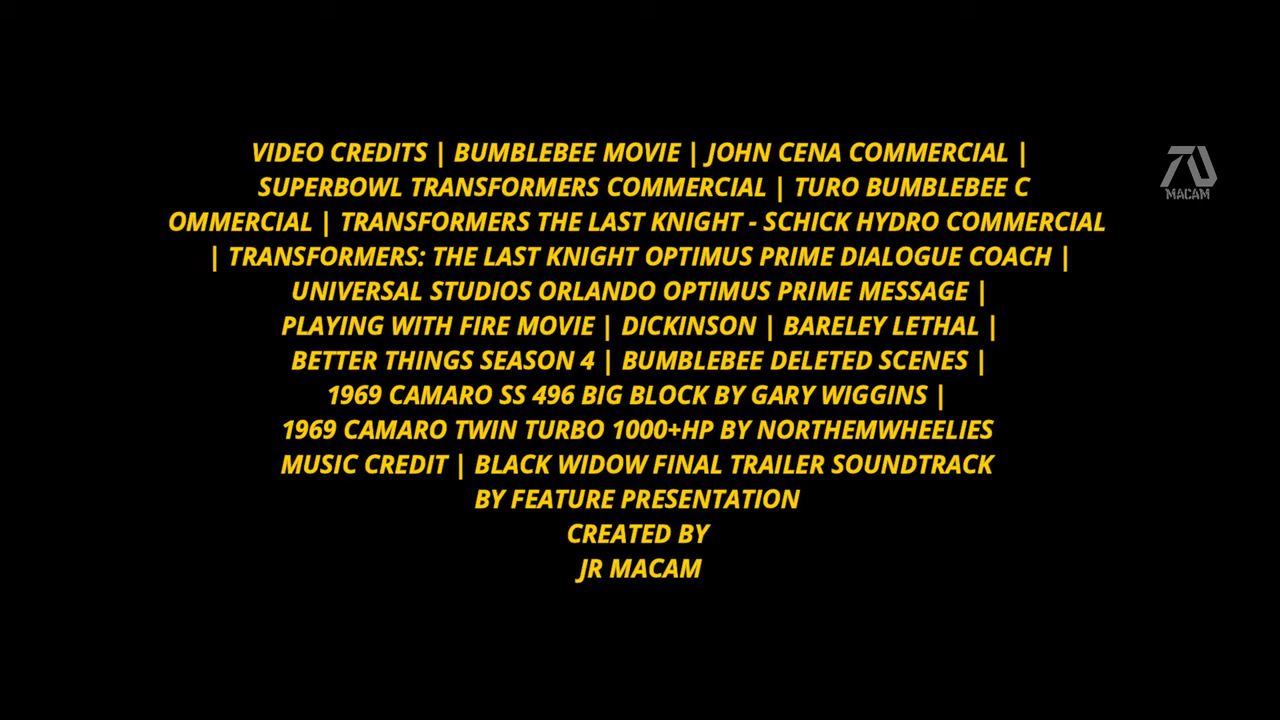 VIDEO CREDITS | BUMBLEBEE MOVIE | JOHN CENA COMMERCIAL |
SUPERBOWL TRANSFORMERS COMMERCIAL | TURO BUMBLEBEE C
OMMERCIAL | TRANSFORMERS THE LAST KNIGHT - SCHICK HYDRO COMMERCIAL
| TRANSFORMERS: THE LAST KNIGHT OPTIMUS PRIME DIALOGUE COACH |
UNIVERSAL STUDIOS ORLANDO OPTIMUS PRIME MESSAGE |
PLAYING WITH FIRE MOVIE | DICKINSON | BARELEY LETHAL |
BETTER THINGS SEASON 4 | BUMBLEBEE DELETED SCENES |
1969 CAMARO SS 496 BIG BLOCK BY GARY WIGGINS |
1969 CAMARO TWIN TURBO 1000+HP BY NORTHEMWHEELIES
MUSIC CREDIT | BLACK WIDOW FINAL TRAILER SOUNDTRACK
BY FEATURE PRESENTATION
CREATED BY
JR MACAM
MACAM